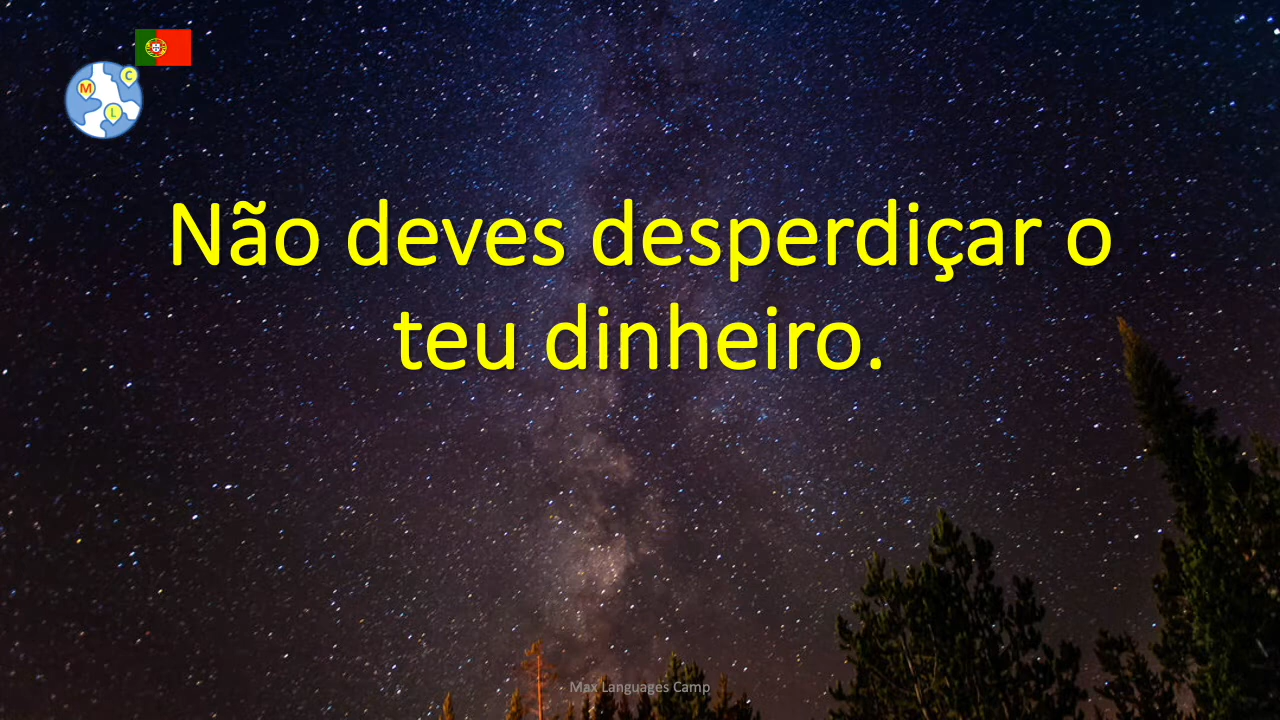 C
M
L
Não deves desperdiçar o
teu dinheiro.
Max Languages Camp